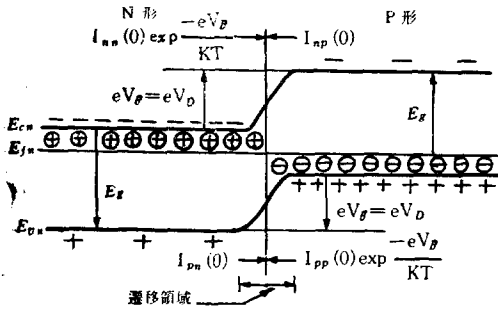 N 形
P 形
I_nn (0) exp −eV_B / KT
I_np (0)
eV_B = eV_D
E_cn
E_fn
E_g
E_g
E_vn
eV_B = eV_D
I_pn (0)
I_pp (0) exp −eV_B / KT
遷移領域